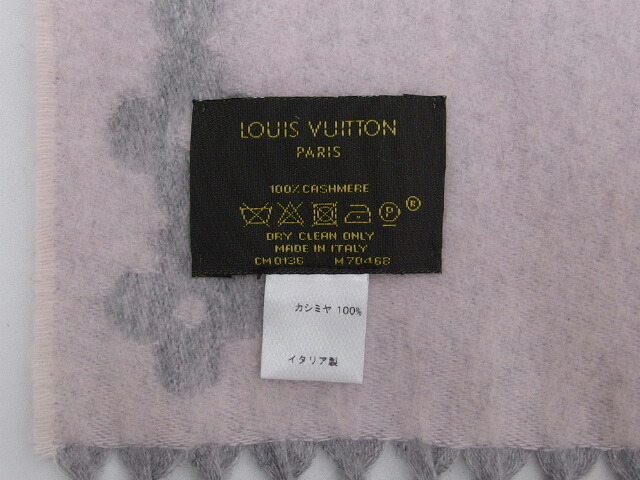 LOUIS VUITTON
PARIS
100% CASHMERE
P ®
DRY CLEAN ONLY
MADE IN ITALY
CM0136 M70468
カシミヤ 100%
イタリア製